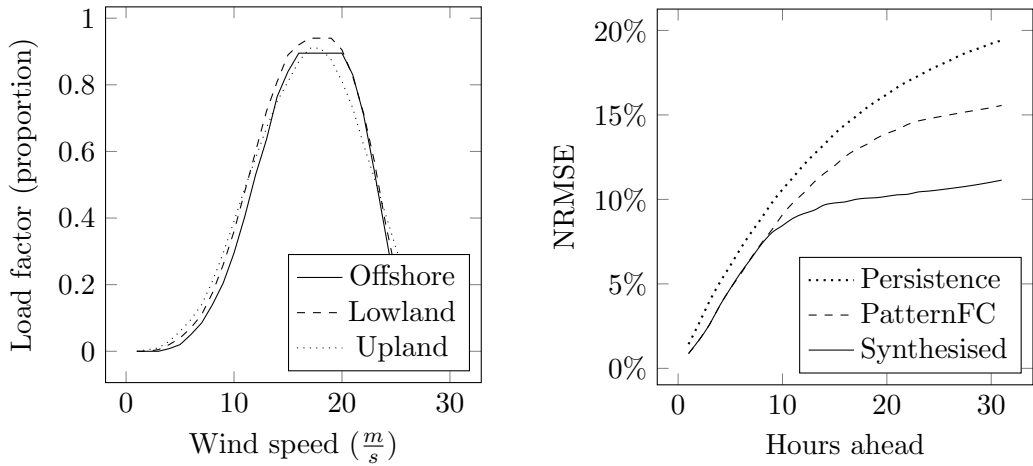 1
0.8
0.6
0.4
0.2
0
0 10 20 30
Load factor (proportion)
Wind speed (m/s)
Offshore
Lowland
Upland
20%
15%
10%
5%
0%
0 10 20 30
NRMSE
Hours ahead
Persistence
PatternFC
Synthesised